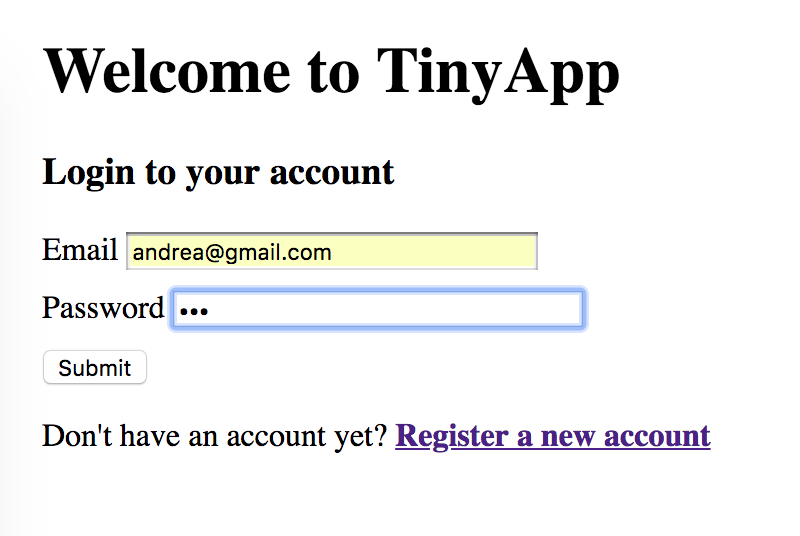 Welcome to TinyApp
Login to your account
Email andrea@gmail.com
Password •••
Submit
Don't have an account yet? Register a new account